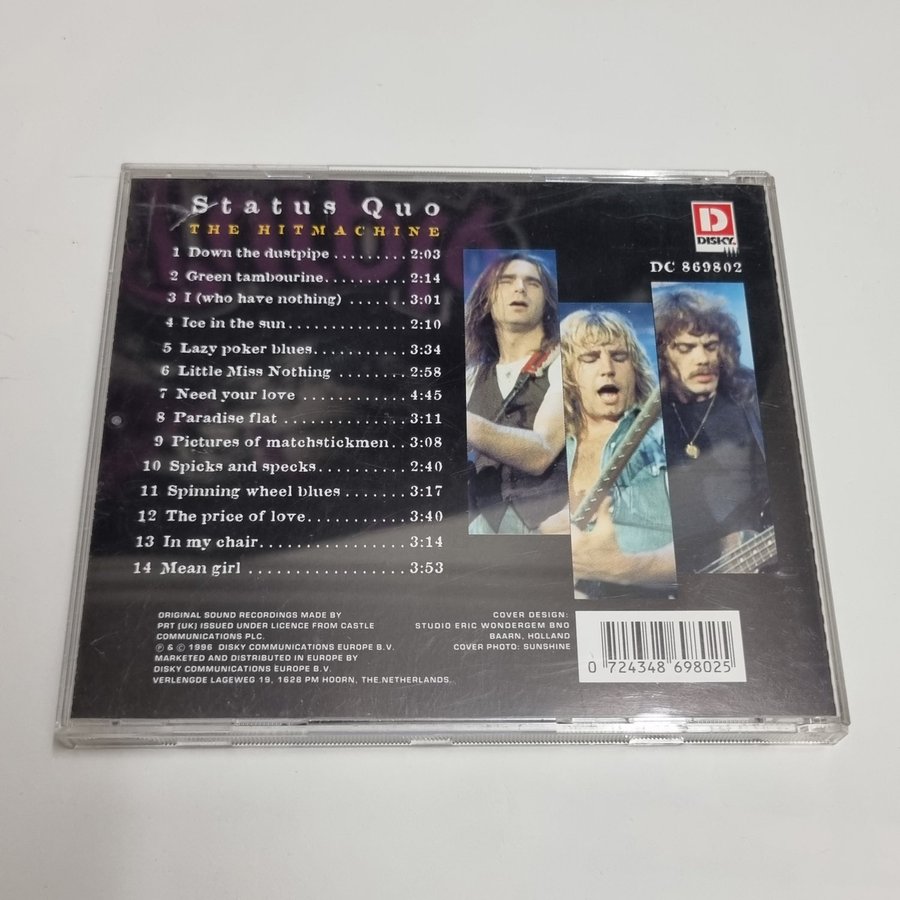 Status Quo
THE HITMACHINE
1 Down the dustpipe ......... 2:03
2 Green tambourine......... 2:14
3 I (who have nothing) ....... 3:01
4 Ice in the sun.............. 2:10
5 Lazy poker blues........... 3:34
6 Little Miss Nothing ........ 2:58
7 Need your love ............ 4:45
8 Paradise flat .............. 3:11
9 Pictures of matchstickmen.. 3:08
10 Spicks and specks.......... 2:40
11 Spinning wheel blues ....... 3:17
12 The price of love........... 3:40
13 In my chair................ 3:14
14 Mean girl ................. 3:53
D
DISKY
DC 869802
ORIGINAL SOUND RECORDINGS MADE BY
PRT [UK] ISSUED UNDER LICENCE FROM CASTLE
COMMUNICATIONS PLC.
℗ & © 1996 DISKY COMMUNICATIONS EUROPE B.V.
MARKETED AND DISTRIBUTED IN EUROPE BY
DISKY COMMUNICATIONS EUROPE B.V.
VERLENGDE LAGEWEG 19, 1628 PM HOORN, THE.NETHERLANDS.
COVER DESIGN:
STUDIO ERIC WONDERGEM BNO
BAARN, HOLLAND
COVER PHOTO: SUNSHINE
0 724348 698025